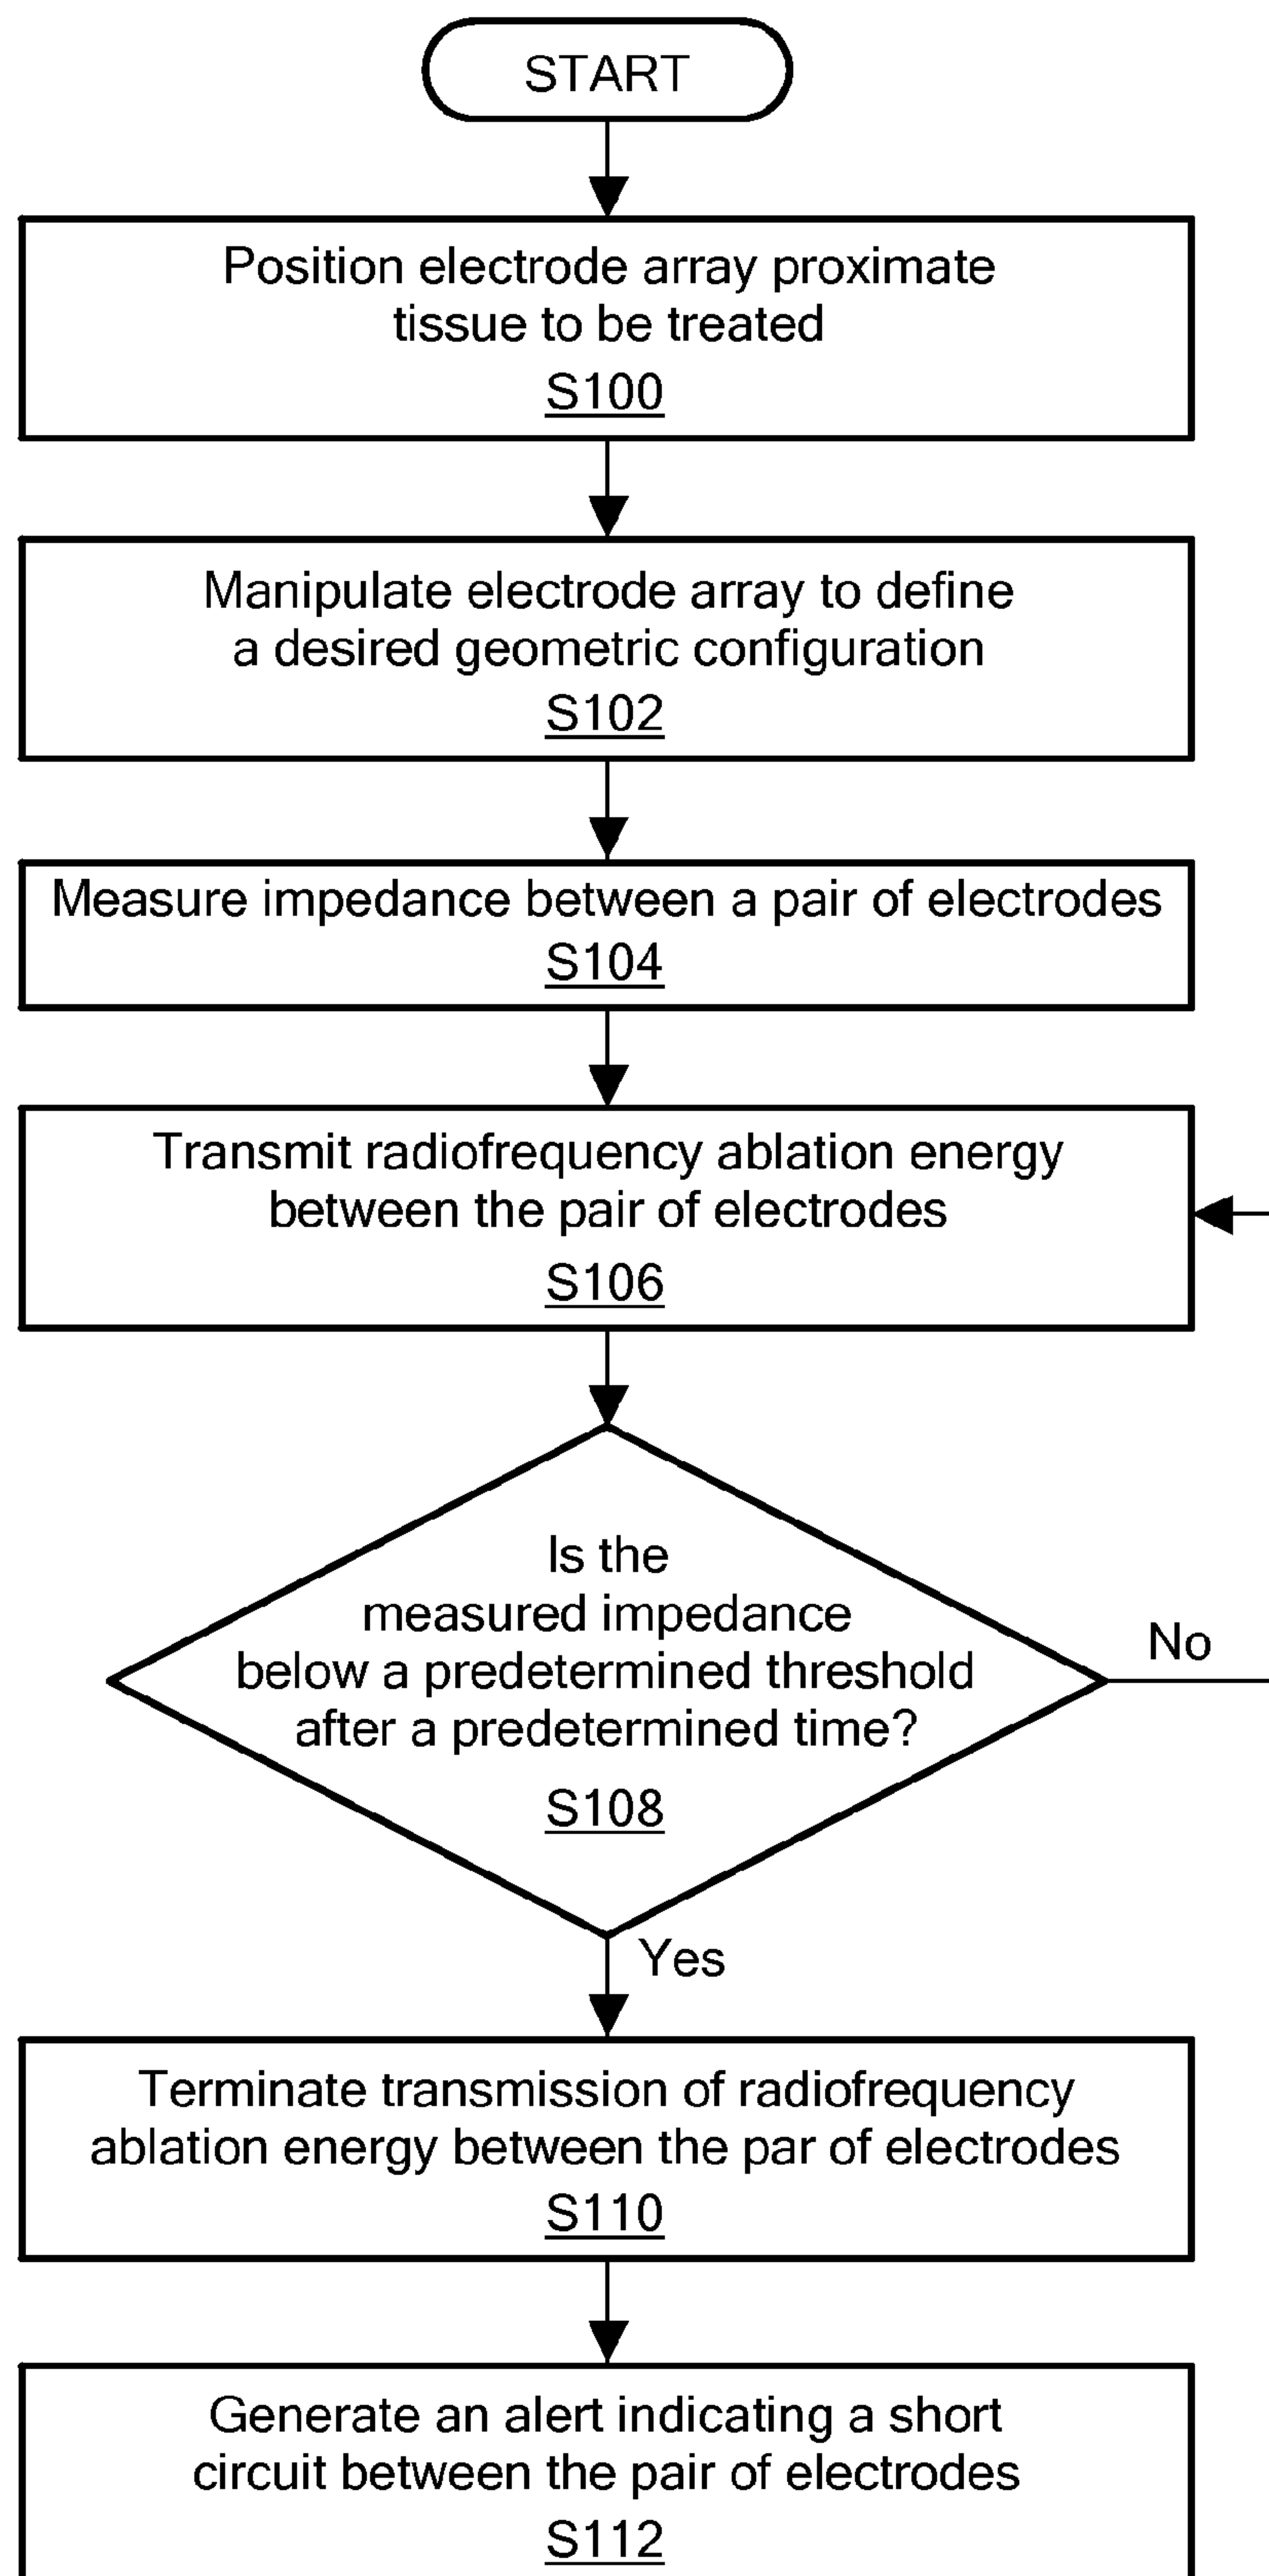 START
Position electrode array proximate
tissue to be treated
S100
Manipulate electrode array to define
a desired geometric configuration
S102
Measure impedance between a pair of electrodes
S104
Transmit radiofrequency ablation energy
between the pair of electrodes
S106
Is the
measured impedance
below a predetermined threshold
after a predetermined time?
S108
No
Yes
Terminate transmission of radiofrequency
ablation energy between the par of electrodes
S110
Generate an alert indicating a short
circuit between the pair of electrodes
S112